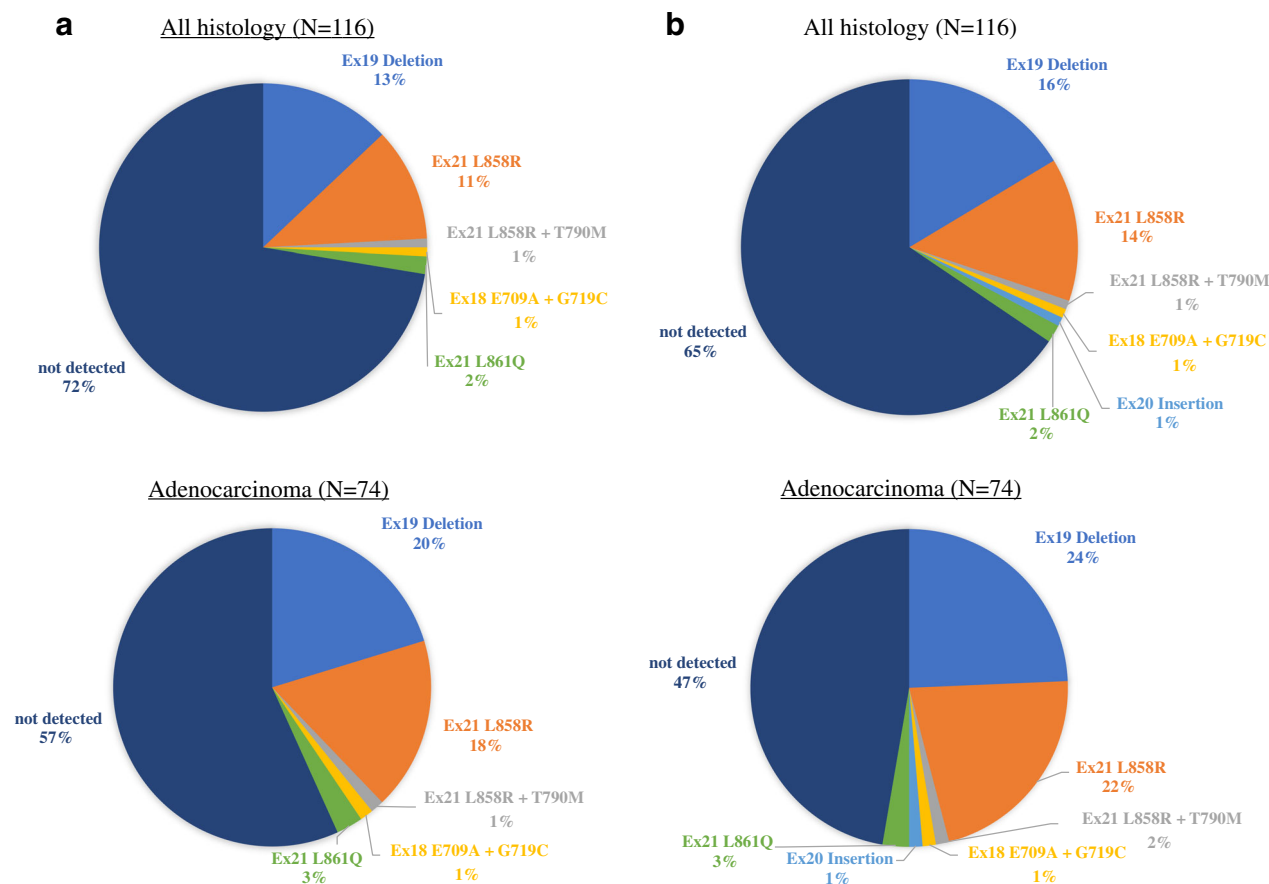 a
All histology (N=116)
Ex19 Deletion
13%
Ex21 L858R
11%
Ex21 L858R + T790M
1%
Ex18 E709A + G719C
1%
Ex21 L861Q
2%
not detected
72%
Adenocarcinoma (N=74)
Ex19 Deletion
20%
Ex21 L858R
18%
Ex21 L858R + T790M
1%
Ex18 E709A + G719C
1%
Ex21 L861Q
3%
not detected
57%
b
All histology (N=116)
Ex19 Deletion
16%
Ex21 L858R
14%
Ex21 L858R + T790M
1%
Ex18 E709A + G719C
1%
Ex20 Insertion
1%
Ex21 L861Q
2%
not detected
65%
Adenocarcinoma (N=74)
Ex19 Deletion
24%
Ex21 L858R
22%
Ex21 L858R + T790M
2%
Ex18 E709A + G719C
1%
Ex20 Insertion
1%
Ex21 L861Q
3%
not detected
47%